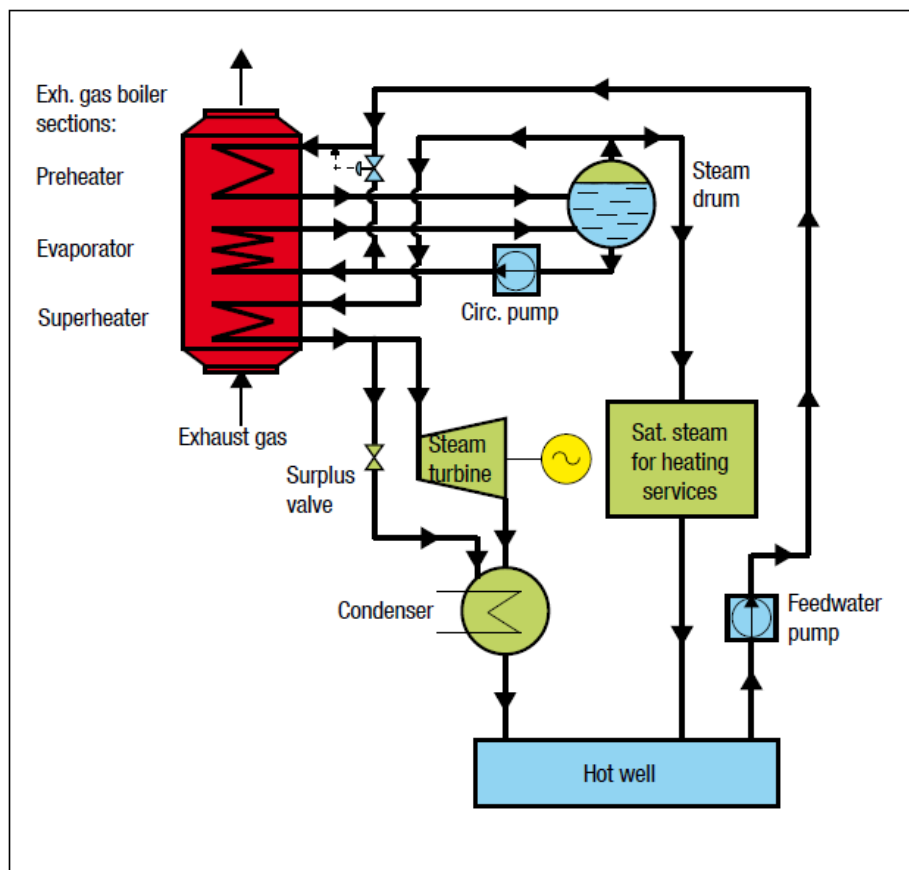 Exh. gas boiler
sections:
Preheater
Evaporator
Superheater
Exhaust gas
Steam
drum
Circ. pump
Surplus
valve
Steam
turbine
Sat. steam
for heating
services
Condenser
Feedwater
pump
Hot well